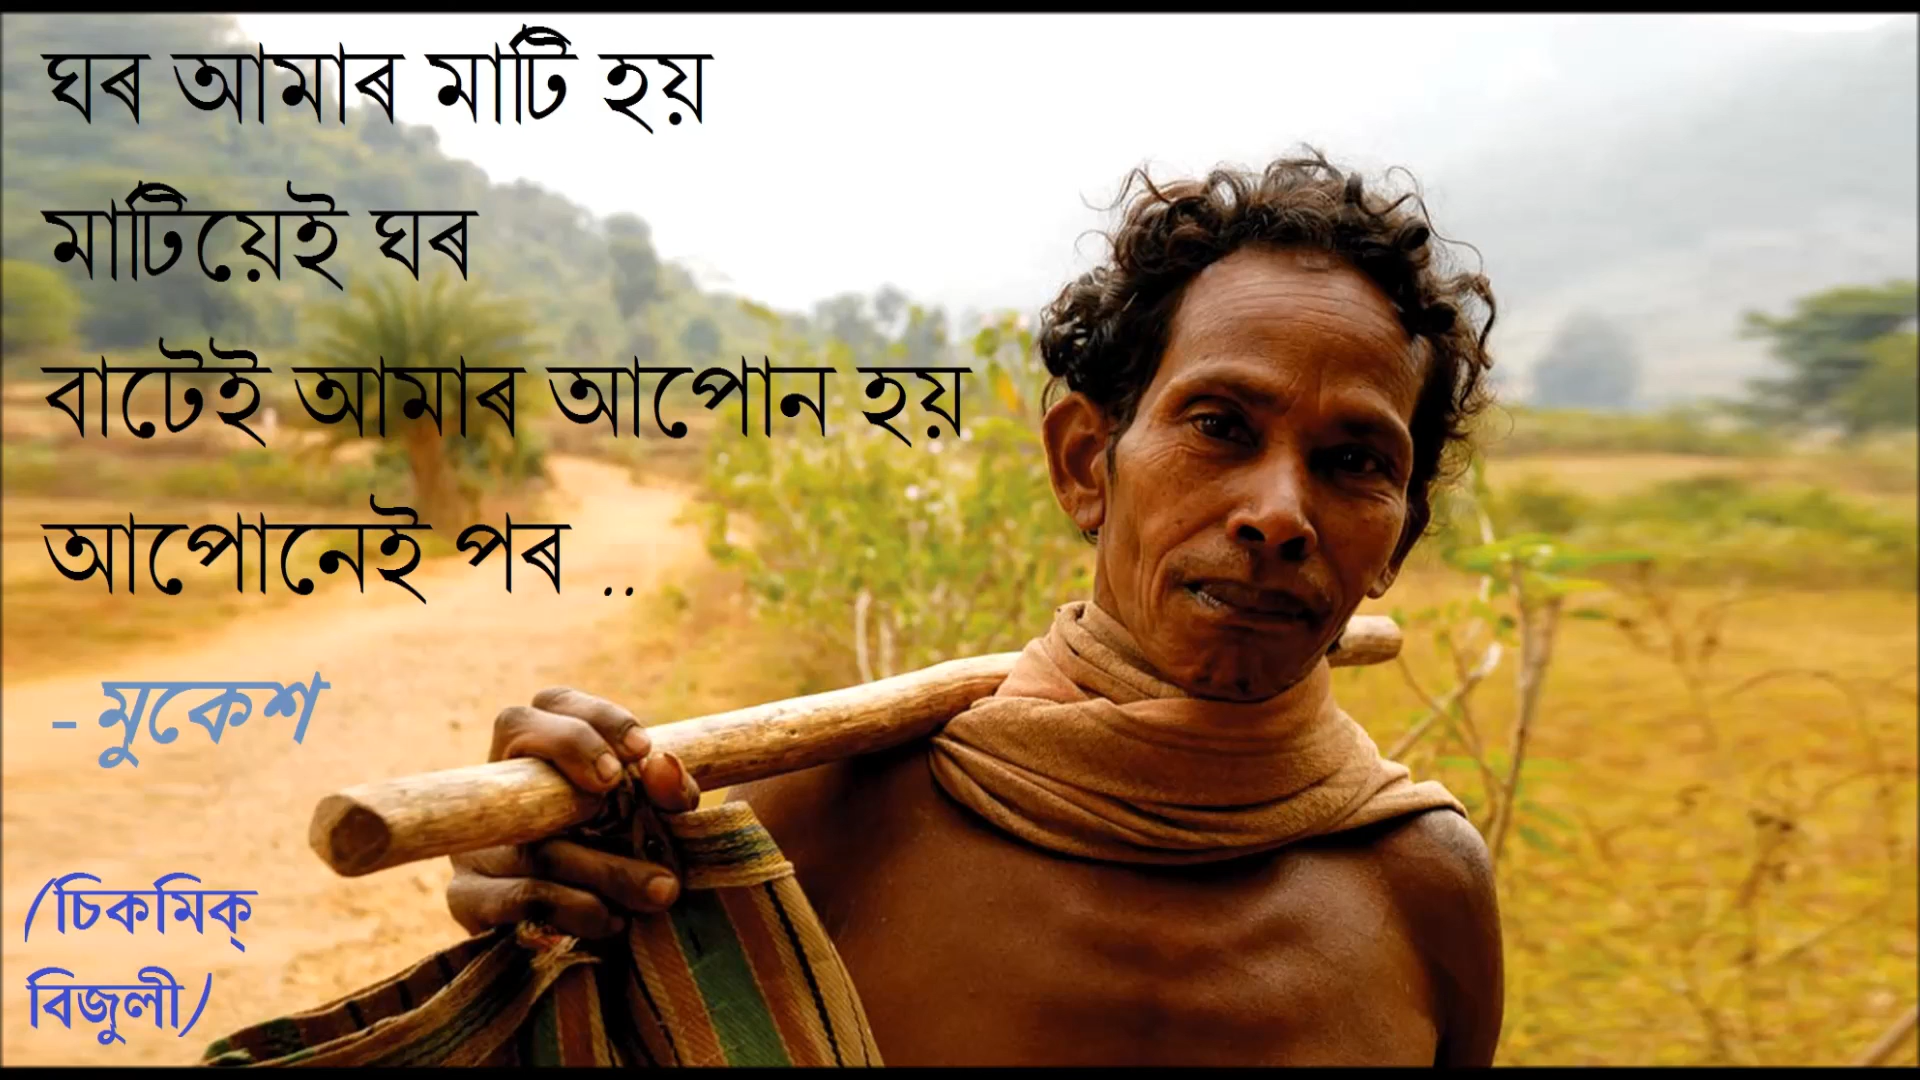 ঘৰ আমাৰ মাটি হয়
মাটিয়েই ঘৰ
বাটেই আমাৰ আপোন হয়
আপোনেই পৰ ..
- মুকেশ
(চিকমিক্
বিজুলী)